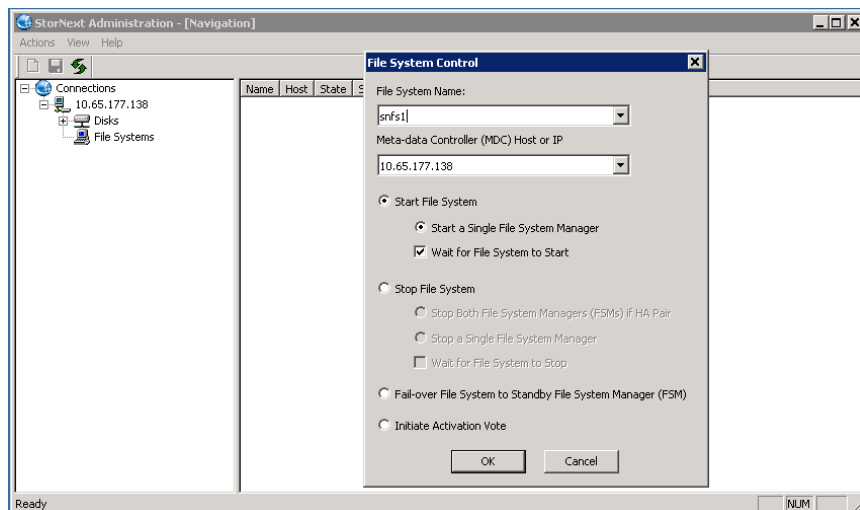 StorNext Administration - [Navigation]
Actions View Help
Connections
10.65.177.138
Disks
File Systems
Name Host State S
File System Control
File System Name:
snfs1
Meta-data Controller (MDC) Host or IP
10.65.177.138
Start File System
Start a Single File System Manager
Wait for File System to Start
Stop File System
Stop Both File System Managers (FSMs) if HA Pair
Stop a Single File System Manager
Wait for File System to Stop
Fail-over File System to Standby File System Manager (FSM)
Initiate Activation Vote
OK Cancel
Ready NUM